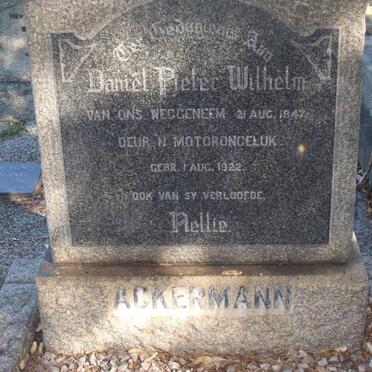 Ter Gedagtenis Aan
Daniël Pieter Wilhelm
VAN ONS WEGGENEEM 21 AUG. 1947
DEUR 'N MOTORONGELUK.
GEBR. 1 AUG. 1922.
OOK VAN SY VERLOOFDE,
Nellie.
ACKERMANN